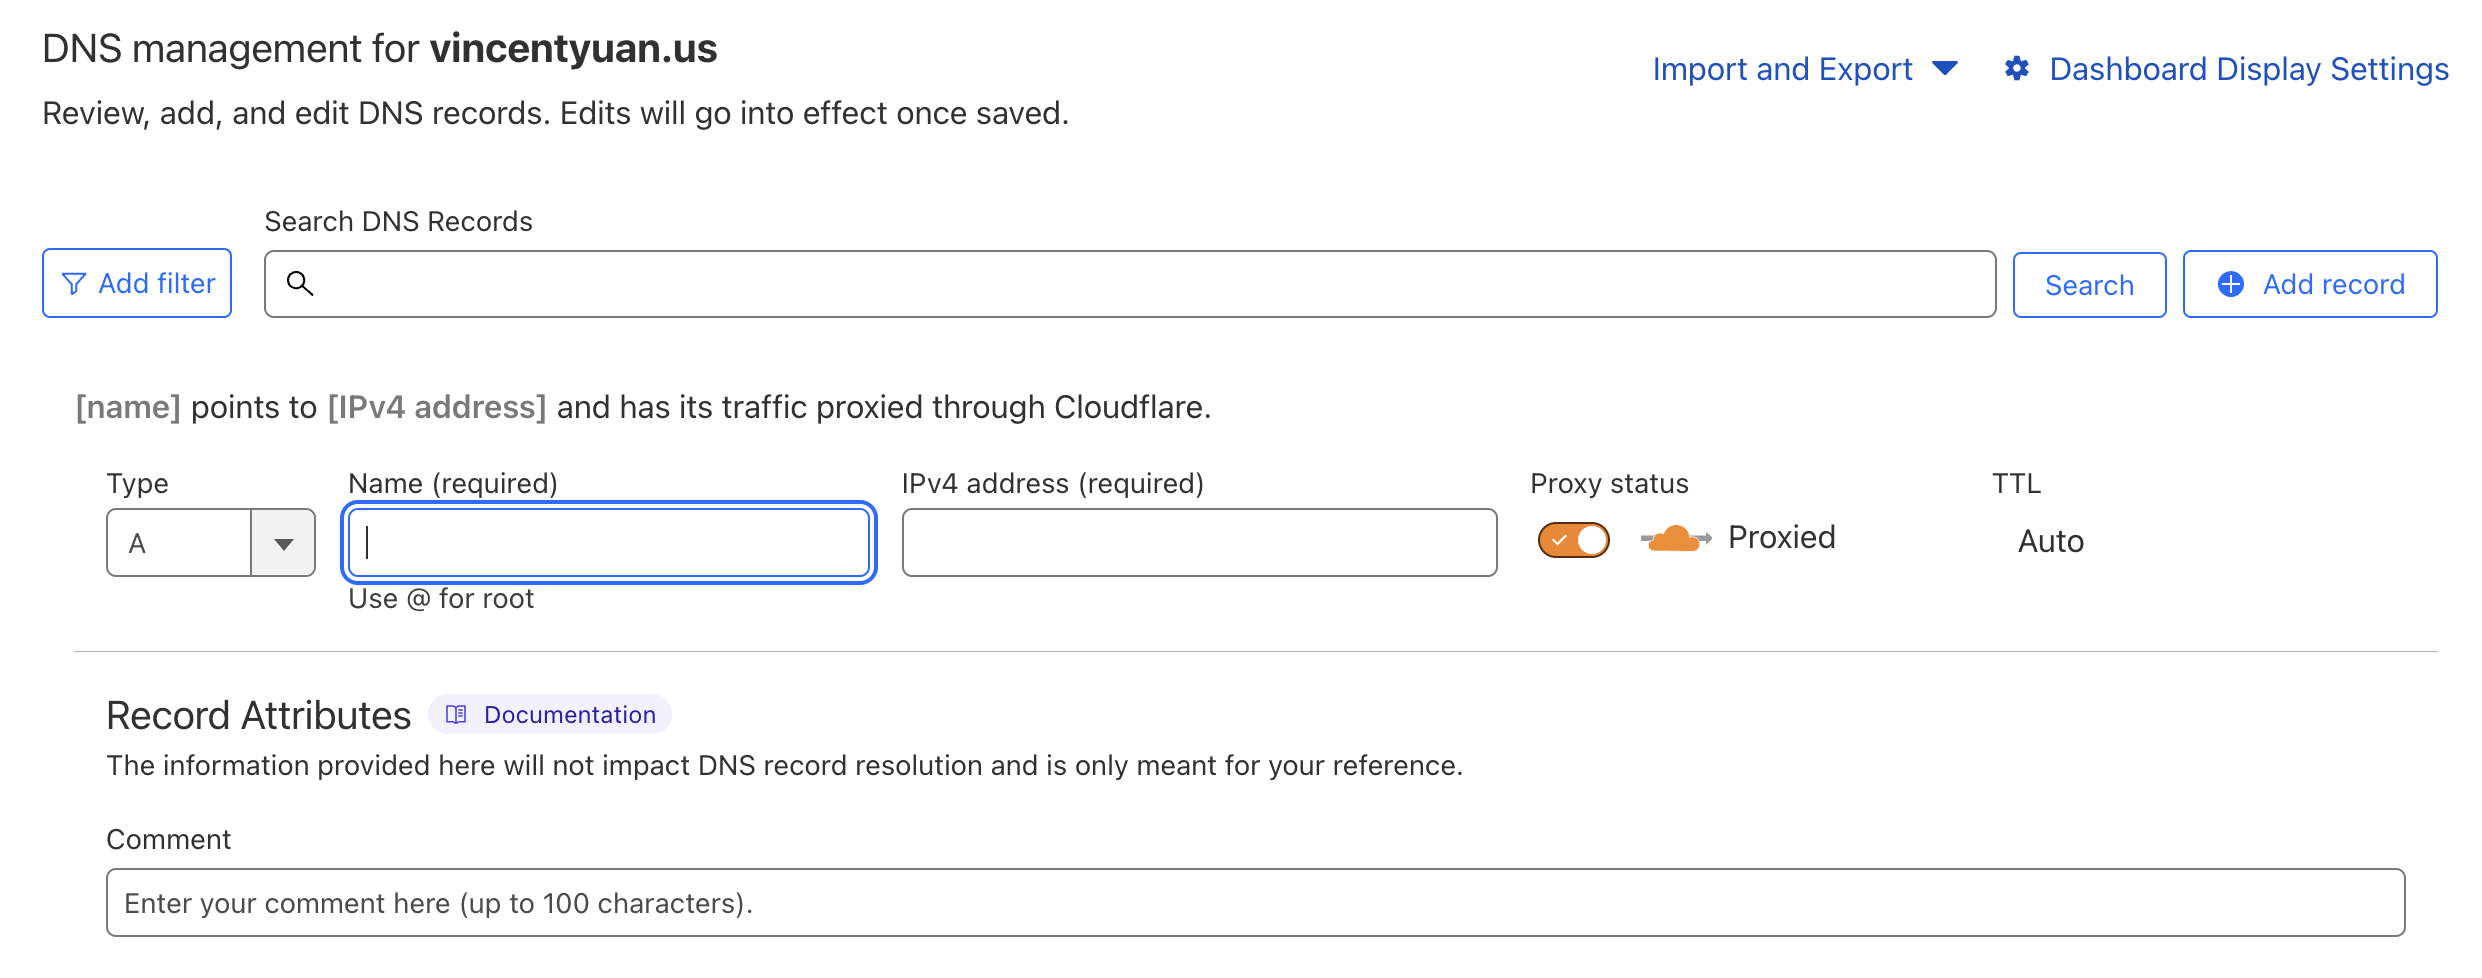 DNS management for vincentyuan.us
Import and Export
Dashboard Display Settings
Review, add, and edit DNS records. Edits will go into effect once saved.
Search DNS Records
Add filter
Search
Add record
[name] points to [IPv4 address] and has its traffic proxied through Cloudflare.
Type
Name (required)
IPv4 address (required)
Proxy status
TTL
A
Proxied
Auto
Use @ for root
Record Attributes
Documentation
The information provided here will not impact DNS record resolution and is only meant for your reference.
Comment
Enter your comment here (up to 100 characters).